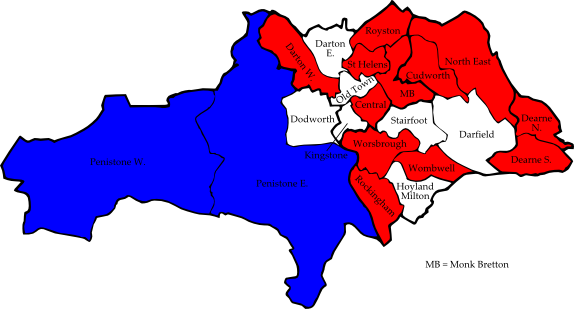 Royston
Darton
E.
Darton W.
St Helens
North East
Cudworth
Old Town
MB
Central
Dodworth
Stairfoot
Dearne
N.
Darfield
Worsbrough
Kingstone
Penistone W.
Dearne S.
Wombwell
Penistone E.
Rockingham
Hoyland
Milton
MB = Monk Bretton